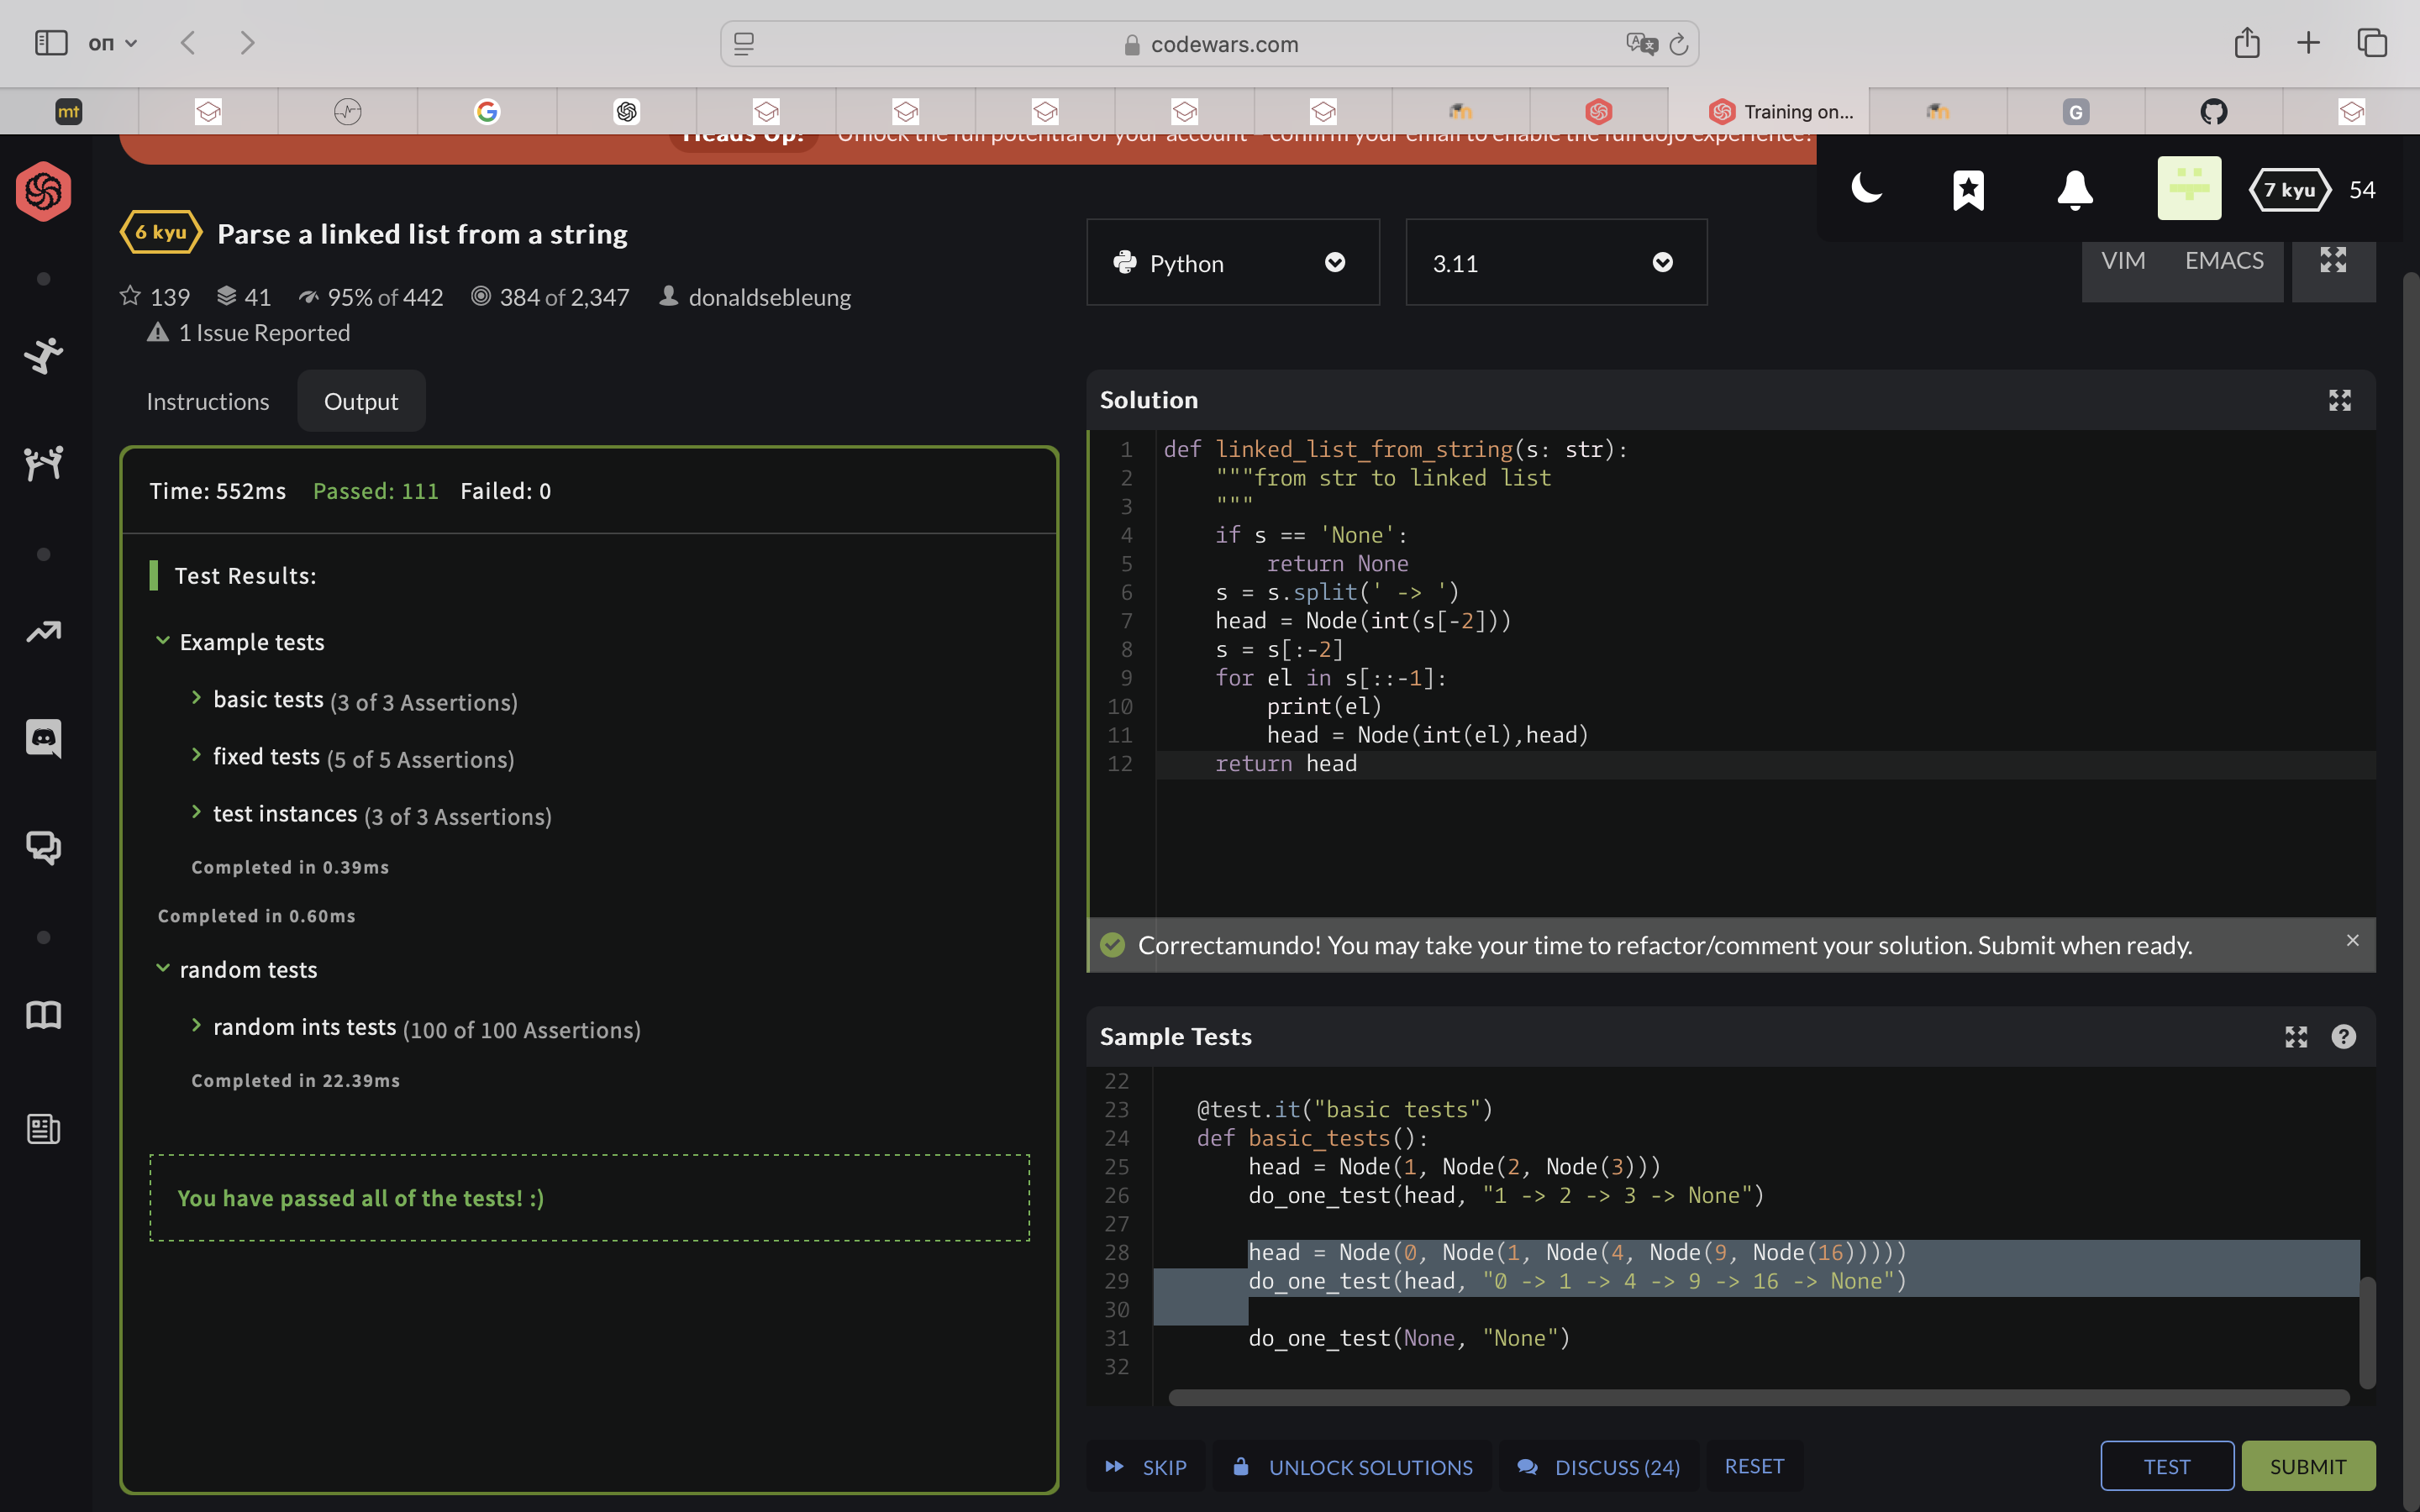 оп
codewars.com
mt
Training on...
G
Heads Up! Unlock the full potential of your account - confirm your email to enable the full dojo experience!
7 kyu 54
6 kyu Parse a linked list from a string
139 41 95% of 442 384 of 2,347 donaldsebleung
1 Issue Reported
Python
3.11
VIM EMACS
Instructions Output
Time: 552ms Passed: 111 Failed: 0
Test Results:
Example tests
basic tests (3 of 3 Assertions)
fixed tests (5 of 5 Assertions)
test instances (3 of 3 Assertions)
Completed in 0.39ms
Completed in 0.60ms
random tests
random ints tests (100 of 100 Assertions)
Completed in 22.39ms
You have passed all of the tests! :)
Solution
1 def linked_list_from_string(s: str):
2     """from str to linked list
3     """
4     if s == 'None':
5         return None
6     s = s.split(' -> ')
7     head = Node(int(s[-2]))
8     s = s[:-2]
9     for el in s[::-1]:
10         print(el)
11         head = Node(int(el),head)
12     return head
Correctamundo! You may take your time to refactor/comment your solution. Submit when ready. ×
Sample Tests ?
22
23 @test.it("basic tests")
24 def basic_tests():
25     head = Node(1, Node(2, Node(3)))
26     do_one_test(head, "1 -> 2 -> 3 -> None")
27
28     head = Node(0, Node(1, Node(4, Node(9, Node(16)))))
29     do_one_test(head, "0 -> 1 -> 4 -> 9 -> 16 -> None")
30
31     do_one_test(None, "None")
32
SKIP UNLOCK SOLUTIONS DISCUSS (24) RESET TEST SUBMIT